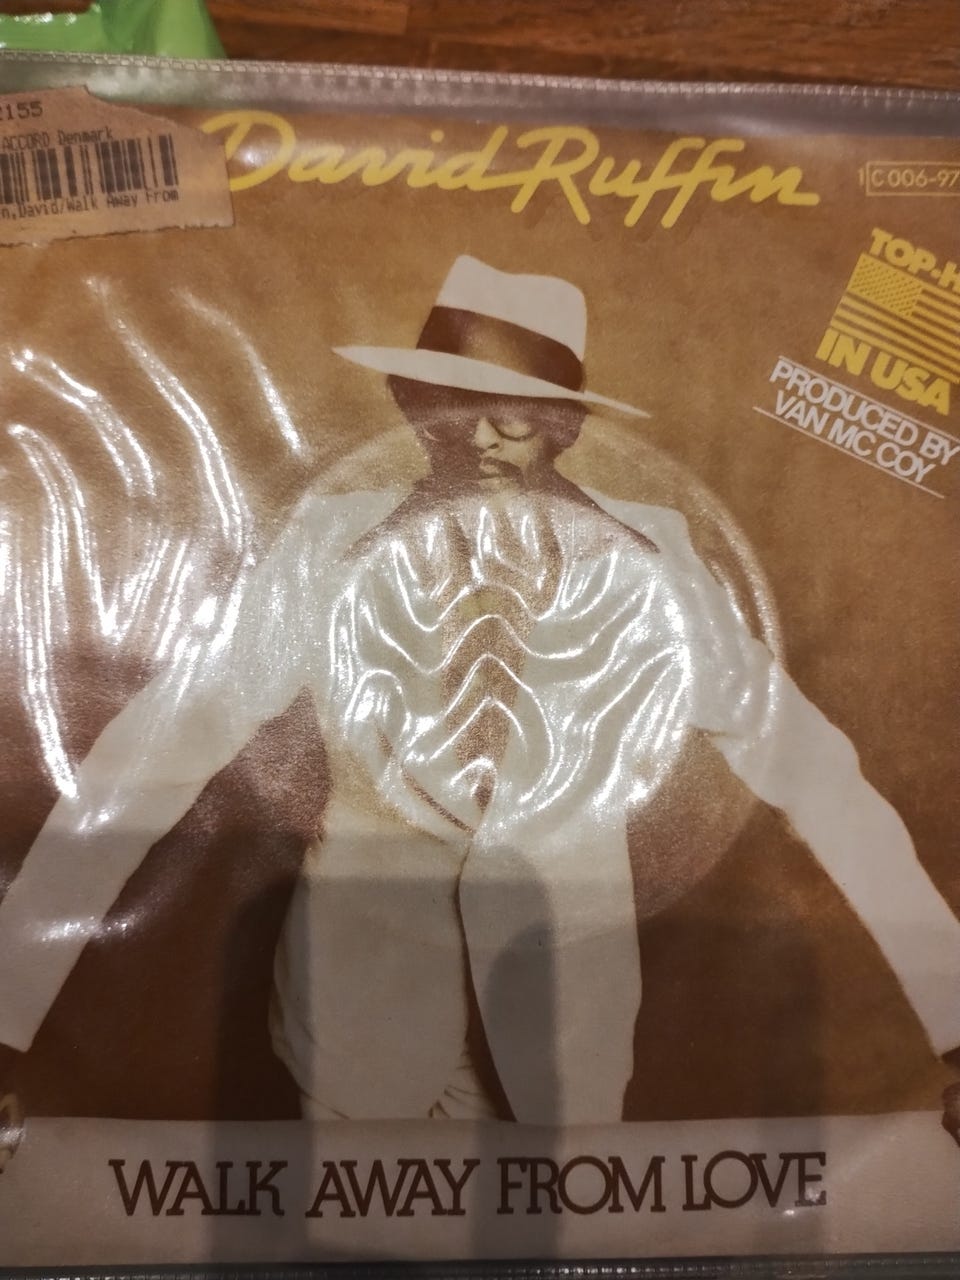 2155
ACCORD Denmark
n,David/Walk Away From
David Ruffin
1C 006-97
TOP-H
IN USA
PRODUCED BY
VAN MC COY
WALK AWAY FROM LOVE